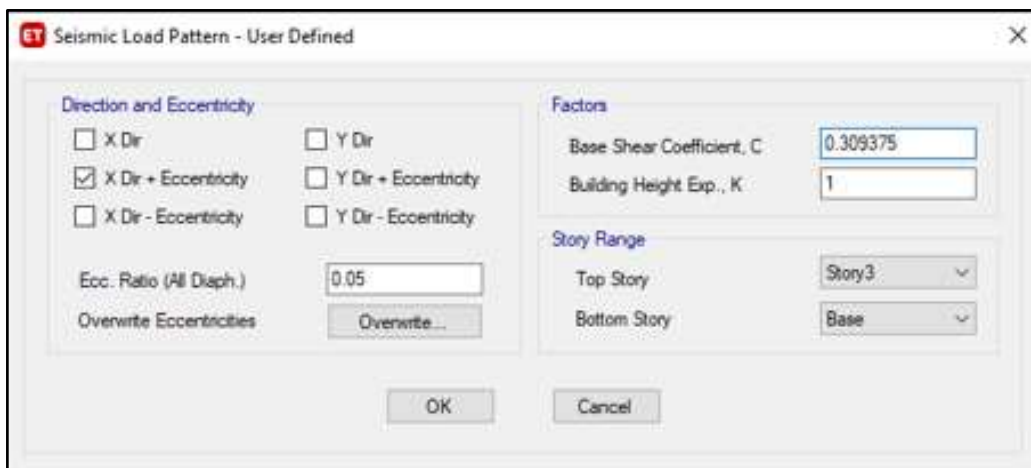 ET Seismic Load Pattern - User Defined
Direction and Eccentricity
X Dir Y Dir
X Dir + Eccentricity Y Dir + Eccentricity
X Dir - Eccentricity Y Dir - Eccentricity
Ecc. Ratio (All Diaph.) 0.05
Overwrite Eccentricities Overwrite...
Factors
Base Shear Coefficient, C 0.309375
Building Height Exp., K 1
Story Range
Top Story Story3
Bottom Story Base
OK Cancel